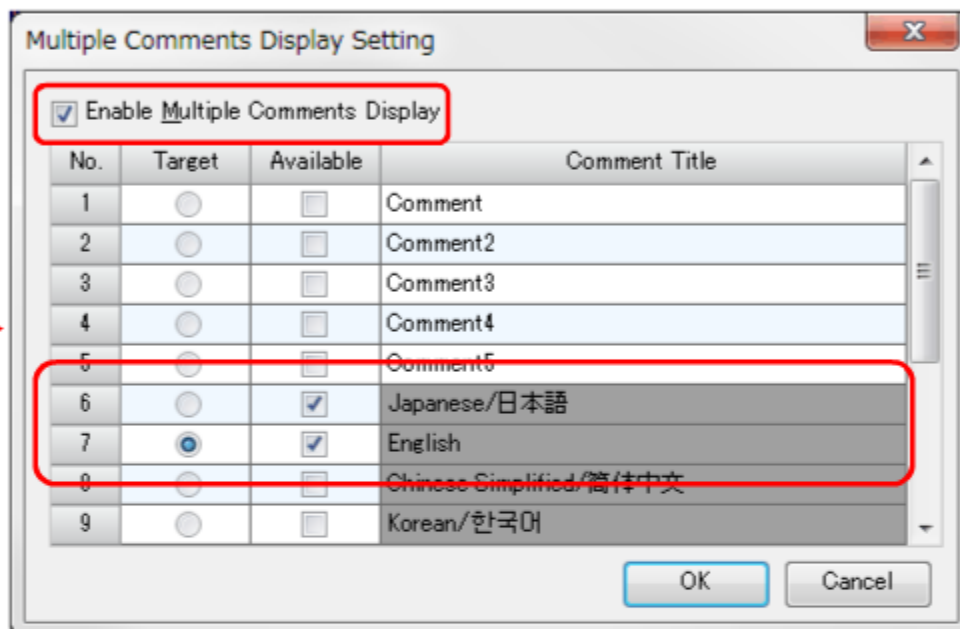 Multiple Comments Display Setting
Enable Multiple Comments Display
No. Target Available Comment Title
1 Comment
2 Comment2
3 Comment3
4 Comment4
5 Comment5
6 Japanese/日本語
7 English
8 Chinese Simplified/简体中文
9 Korean/한국어
OK Cancel